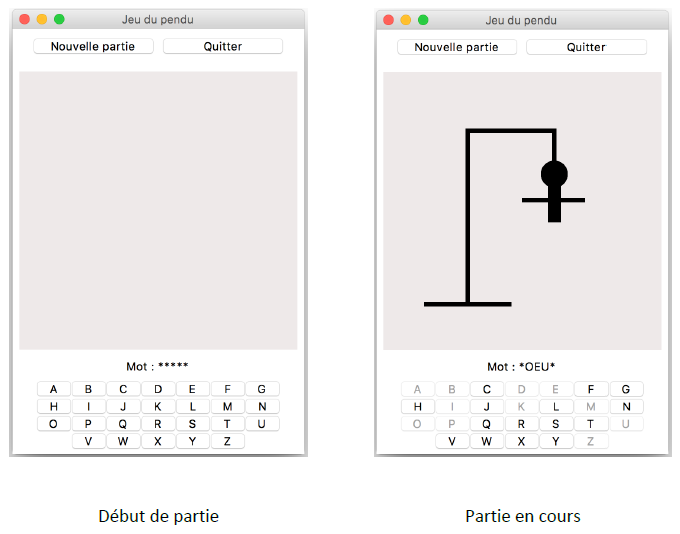 Jeu du pendu
Nouvelle partie Quitter
Mot : *****
A B C D E F G
H I J K L M N
O P Q R S T U
V W X Y Z
Début de partie
Jeu du pendu
Nouvelle partie Quitter
Mot : *OEU*
A B C D E F G
H I J K L M N
O P Q R S T U
V W X Y Z
Partie en cours